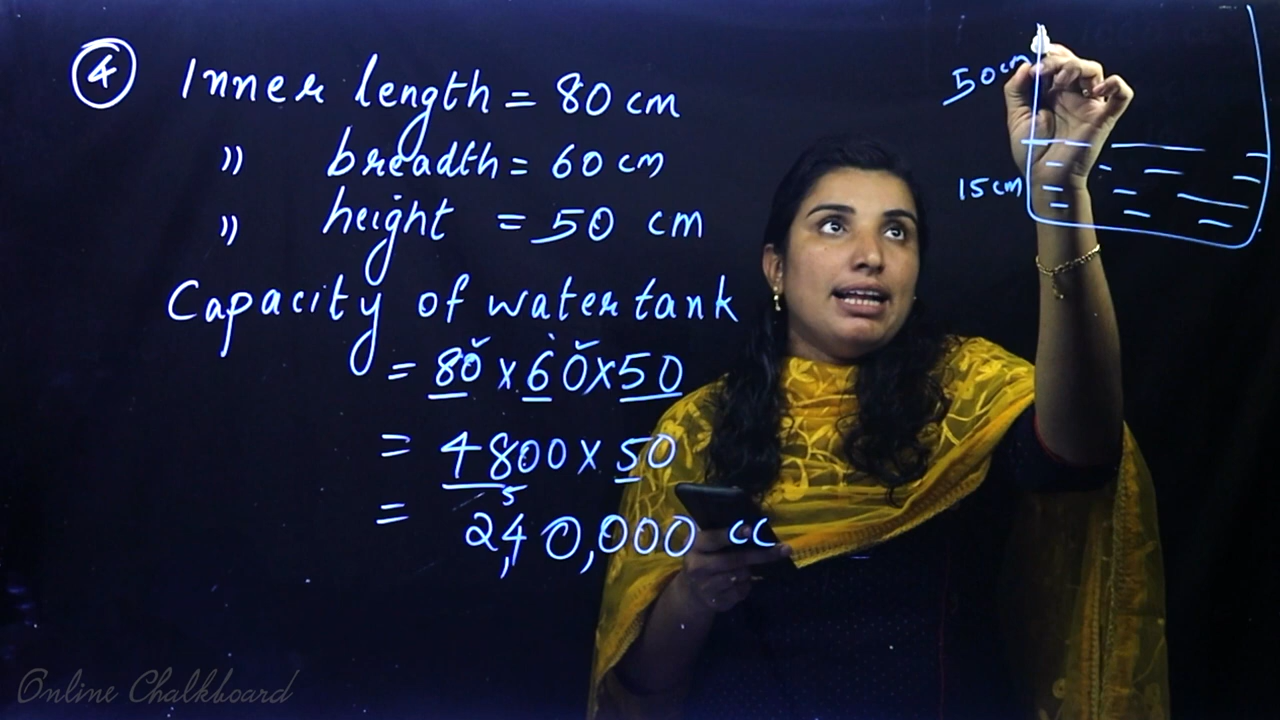 ④ Inner length = 80 cm
" breadth = 60 cm
" height = 50 cm
Capacity of water tank
= 80 x 60 x 50
= 4800 x 50
5
= 2,40,000 cc
50 cm
15 cm
Online Chalkboard